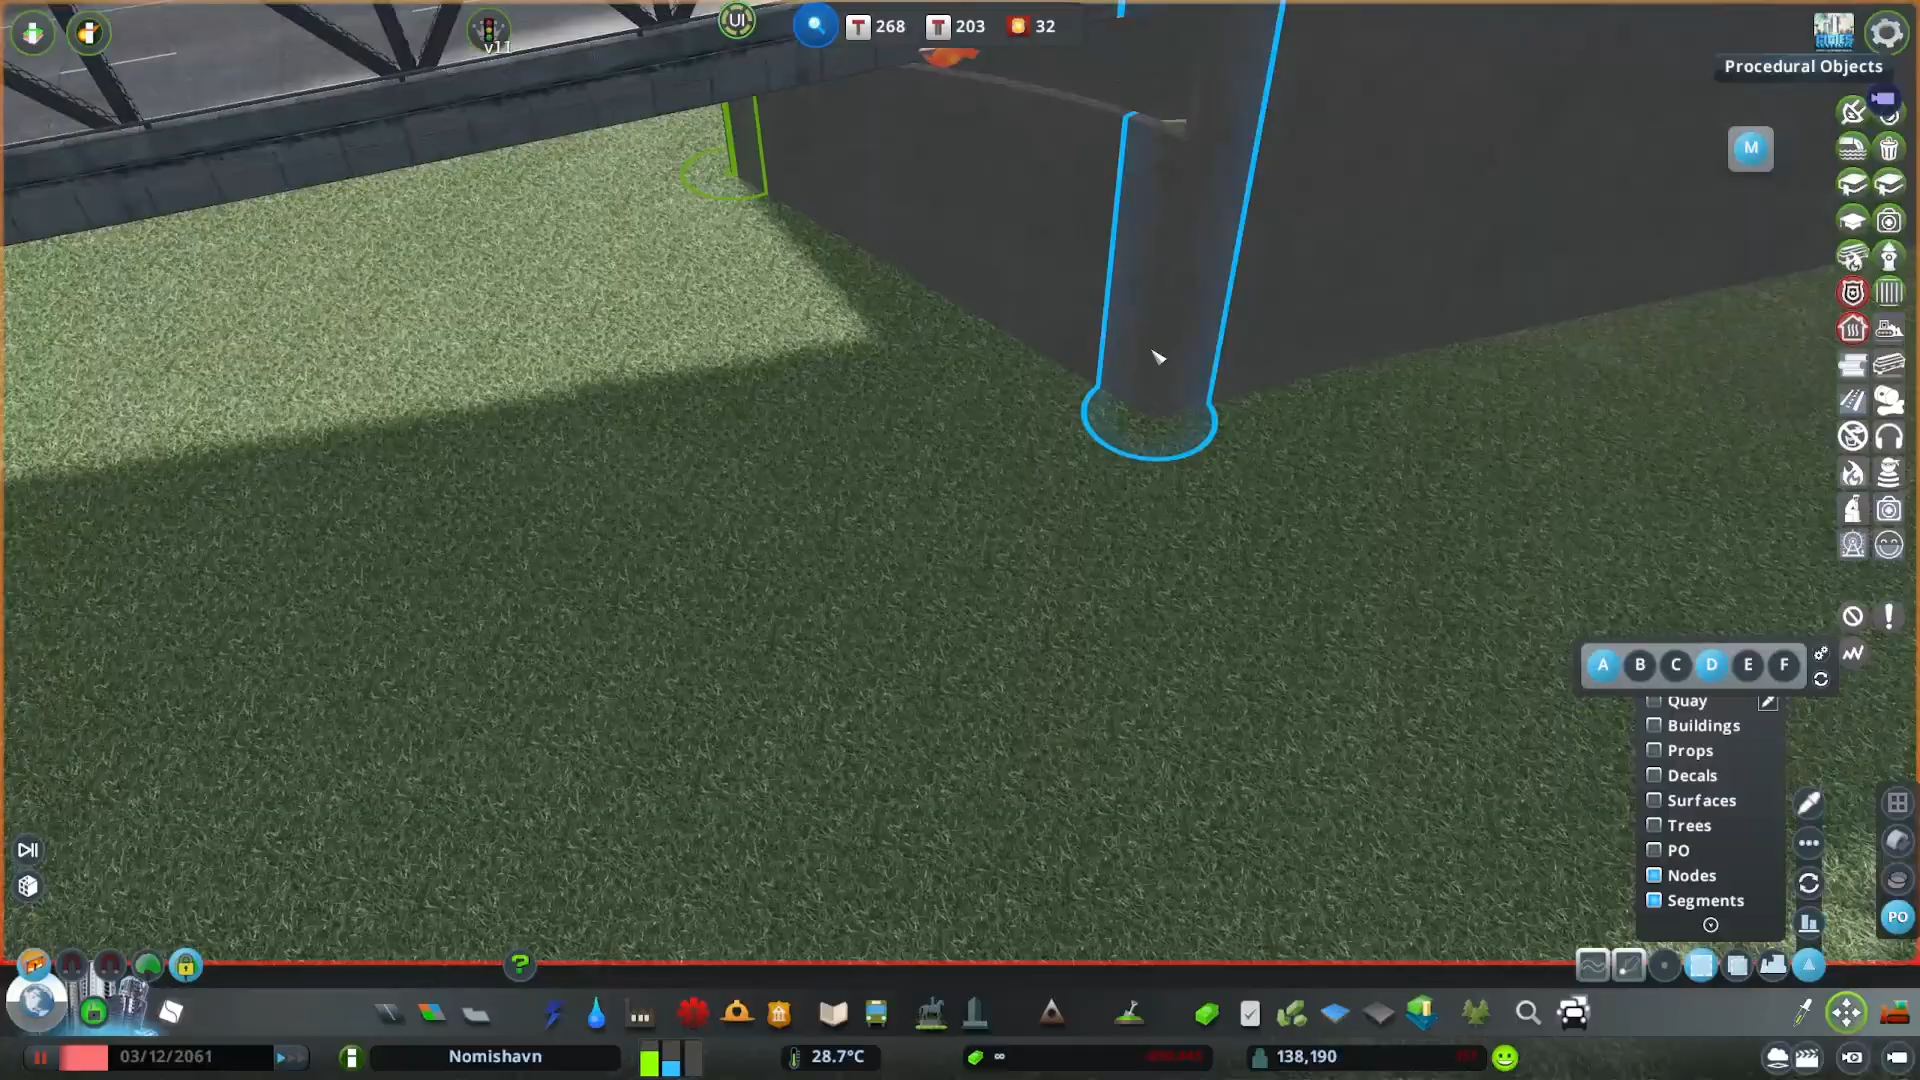 v11
UI
T 268
T 203
32
CITIES
Procedural Objects
M
A B C D E F
Quay
Buildings
Props
Decals
Surfaces
Trees
PO
Nodes
Segments
PO
03/12/2061
Nomishavn
28.7°C
∞
138,190